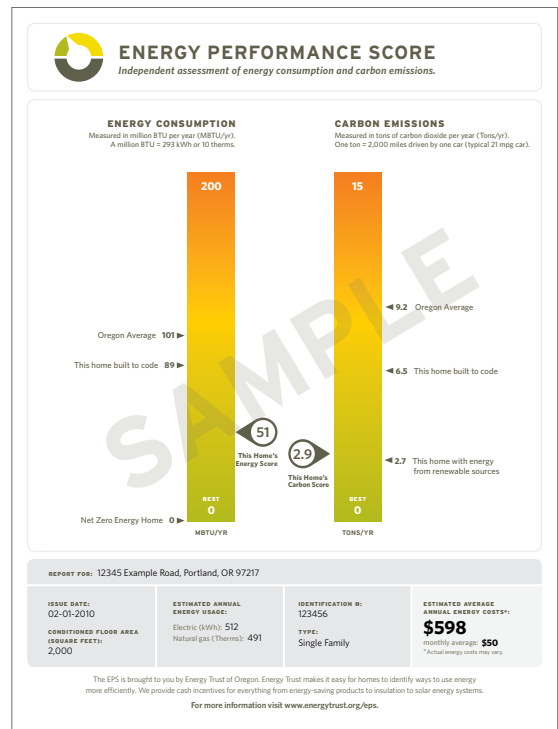 ENERGY PERFORMANCE SCORE
Independent assessment of energy consumption and carbon emissions.
ENERGY CONSUMPTION
Measured in million BTU per year (MBTU/yr).
A million BTU = 293 kWh or 10 therms.
CARBON EMISSIONS
Measured in tons of carbon dioxide per year (Tons/yr).
One ton = 2,000 miles driven by one car (typical 21 mpg car).
200
Oregon Average 101
This home built to code 89
51
This Home's
Energy Score
BEST
0
Net Zero Energy Home 0
MBTU/YR
15
9.2 Oregon Average
6.5 This home built to code
2.9
This Home's
Carbon Score
2.7 This home with energy
from renewable sources
BEST
0
TONS/YR
SAMPLE
REPORT FOR: 12345 Example Road, Portland, OR 97217
ISSUE DATE:
02-01-2010
CONDITIONED FLOOR AREA
(SQUARE FEET):
2,000
ESTIMATED ANNUAL
ENERGY USAGE:
Electric (kWh): 512
Natural gas (Therms): 491
IDENTIFICATION #:
123456
TYPE:
Single Family
ESTIMATED AVERAGE
ANNUAL ENERGY COSTS*:
$598
monthly average: $50
*Actual energy costs may vary.
The EPS is brought to you by Energy Trust of Oregon. Energy Trust makes it easy for homes to identify ways to use energy
more efficiently. We provide cash incentives for everything from energy-saving products to insulation to solar energy systems.
For more information visit www.energytrust.org/eps.